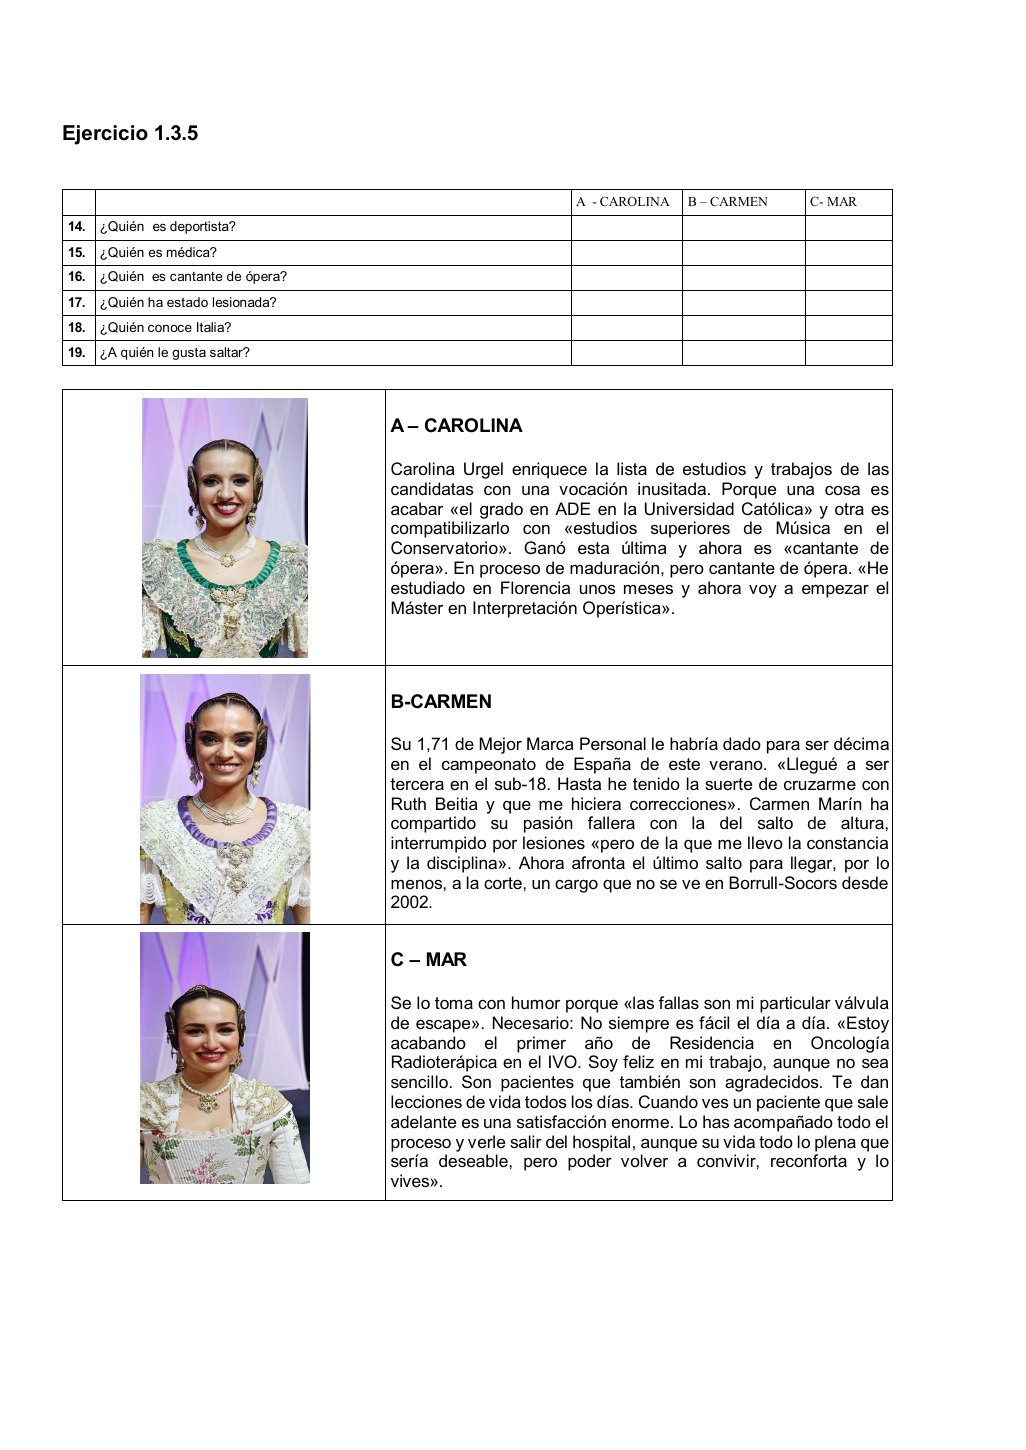 Ejercicio 1.3.5
A - CAROLINA B – CARMEN C- MAR
14. ¿Quién es deportista?
15. ¿Quién es médica?
16. ¿Quién es cantante de ópera?
17. ¿Quién ha estado lesionada?
18. ¿Quién conoce Italia?
19. ¿A quién le gusta saltar?
A – CAROLINA
Carolina Urgel enriquece la lista de estudios y trabajos de las
candidatas con una vocación inusitada. Porque una cosa es
acabar «el grado en ADE en la Universidad Católica» y otra es
compatibilizarlo con «estudios superiores de Música en el
Conservatorio». Ganó esta última y ahora es «cantante de
ópera». En proceso de maduración, pero cantante de ópera. «He
estudiado en Florencia unos meses y ahora voy a empezar el
Máster en Interpretación Operística».
B-CARMEN
Su 1,71 de Mejor Marca Personal le habría dado para ser décima
en el campeonato de España de este verano. «Llegué a ser
tercera en el sub-18. Hasta he tenido la suerte de cruzarme con
Ruth Beitia y que me hiciera correcciones». Carmen Marín ha
compartido su pasión fallera con la del salto de altura,
interrumpido por lesiones «pero de la que me llevo la constancia
y la disciplina». Ahora afronta el último salto para llegar, por lo
menos, a la corte, un cargo que no se ve en Borrull-Socors desde
2002.
C – MAR
Se lo toma con humor porque «las fallas son mi particular válvula
de escape». Necesario: No siempre es fácil el día a día. «Estoy
acabando el primer año de Residencia en Oncología
Radioterápica en el IVO. Soy feliz en mi trabajo, aunque no sea
sencillo. Son pacientes que también son agradecidos. Te dan
lecciones de vida todos los días. Cuando ves un paciente que sale
adelante es una satisfacción enorme. Lo has acompañado todo el
proceso y verle salir del hospital, aunque su vida todo lo plena que
sería deseable, pero poder volver a convivir, reconforta y lo
vives».